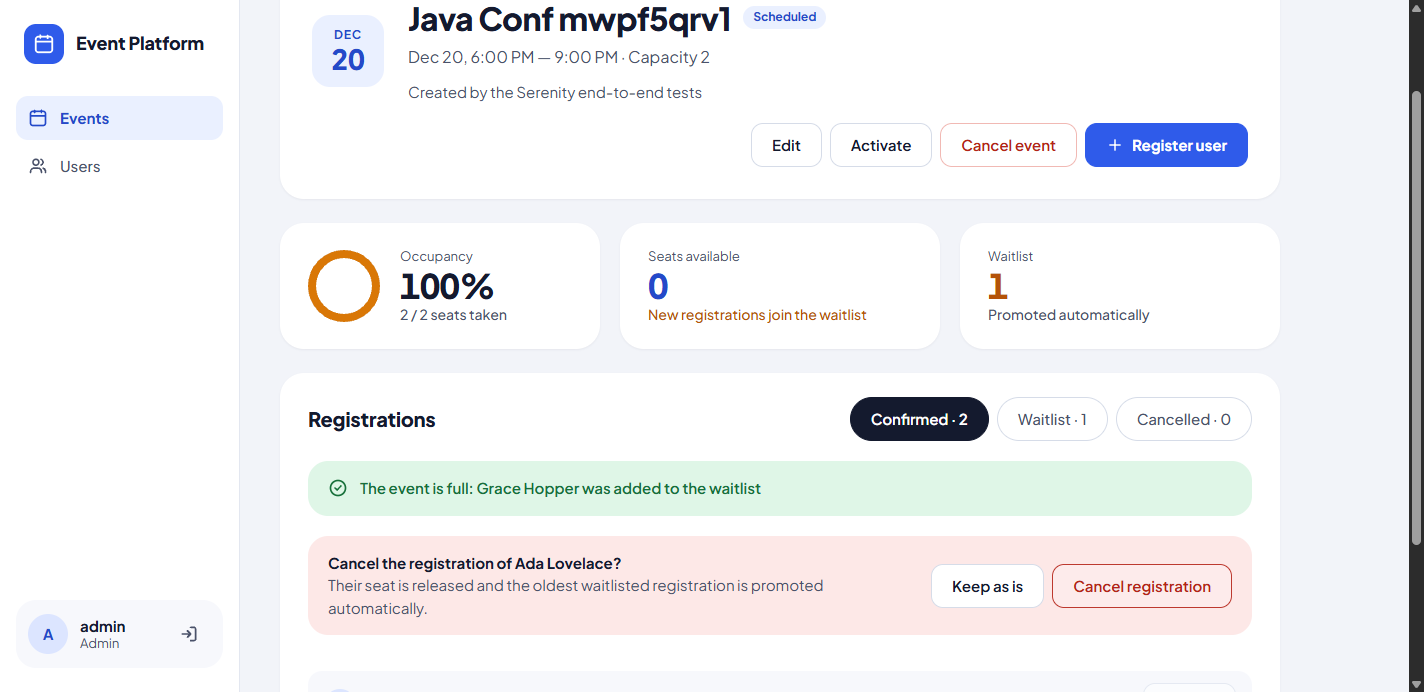 Event Platform
Events
Users
DEC
20
Java Conf mwpf5qrv1
Scheduled
Dec 20, 6:00 PM — 9:00 PM · Capacity 2
Created by the Serenity end-to-end tests
Edit
Activate
Cancel event
+ Register user
Occupancy
100%
2 / 2 seats taken
Seats available
0
New registrations join the waitlist
Waitlist
1
Promoted automatically
Registrations
Confirmed · 2
Waitlist · 1
Cancelled · 0
The event is full: Grace Hopper was added to the waitlist
Cancel the registration of Ada Lovelace?
Their seat is released and the oldest waitlisted registration is promoted
automatically.
Keep as is
Cancel registration
A
admin
Admin